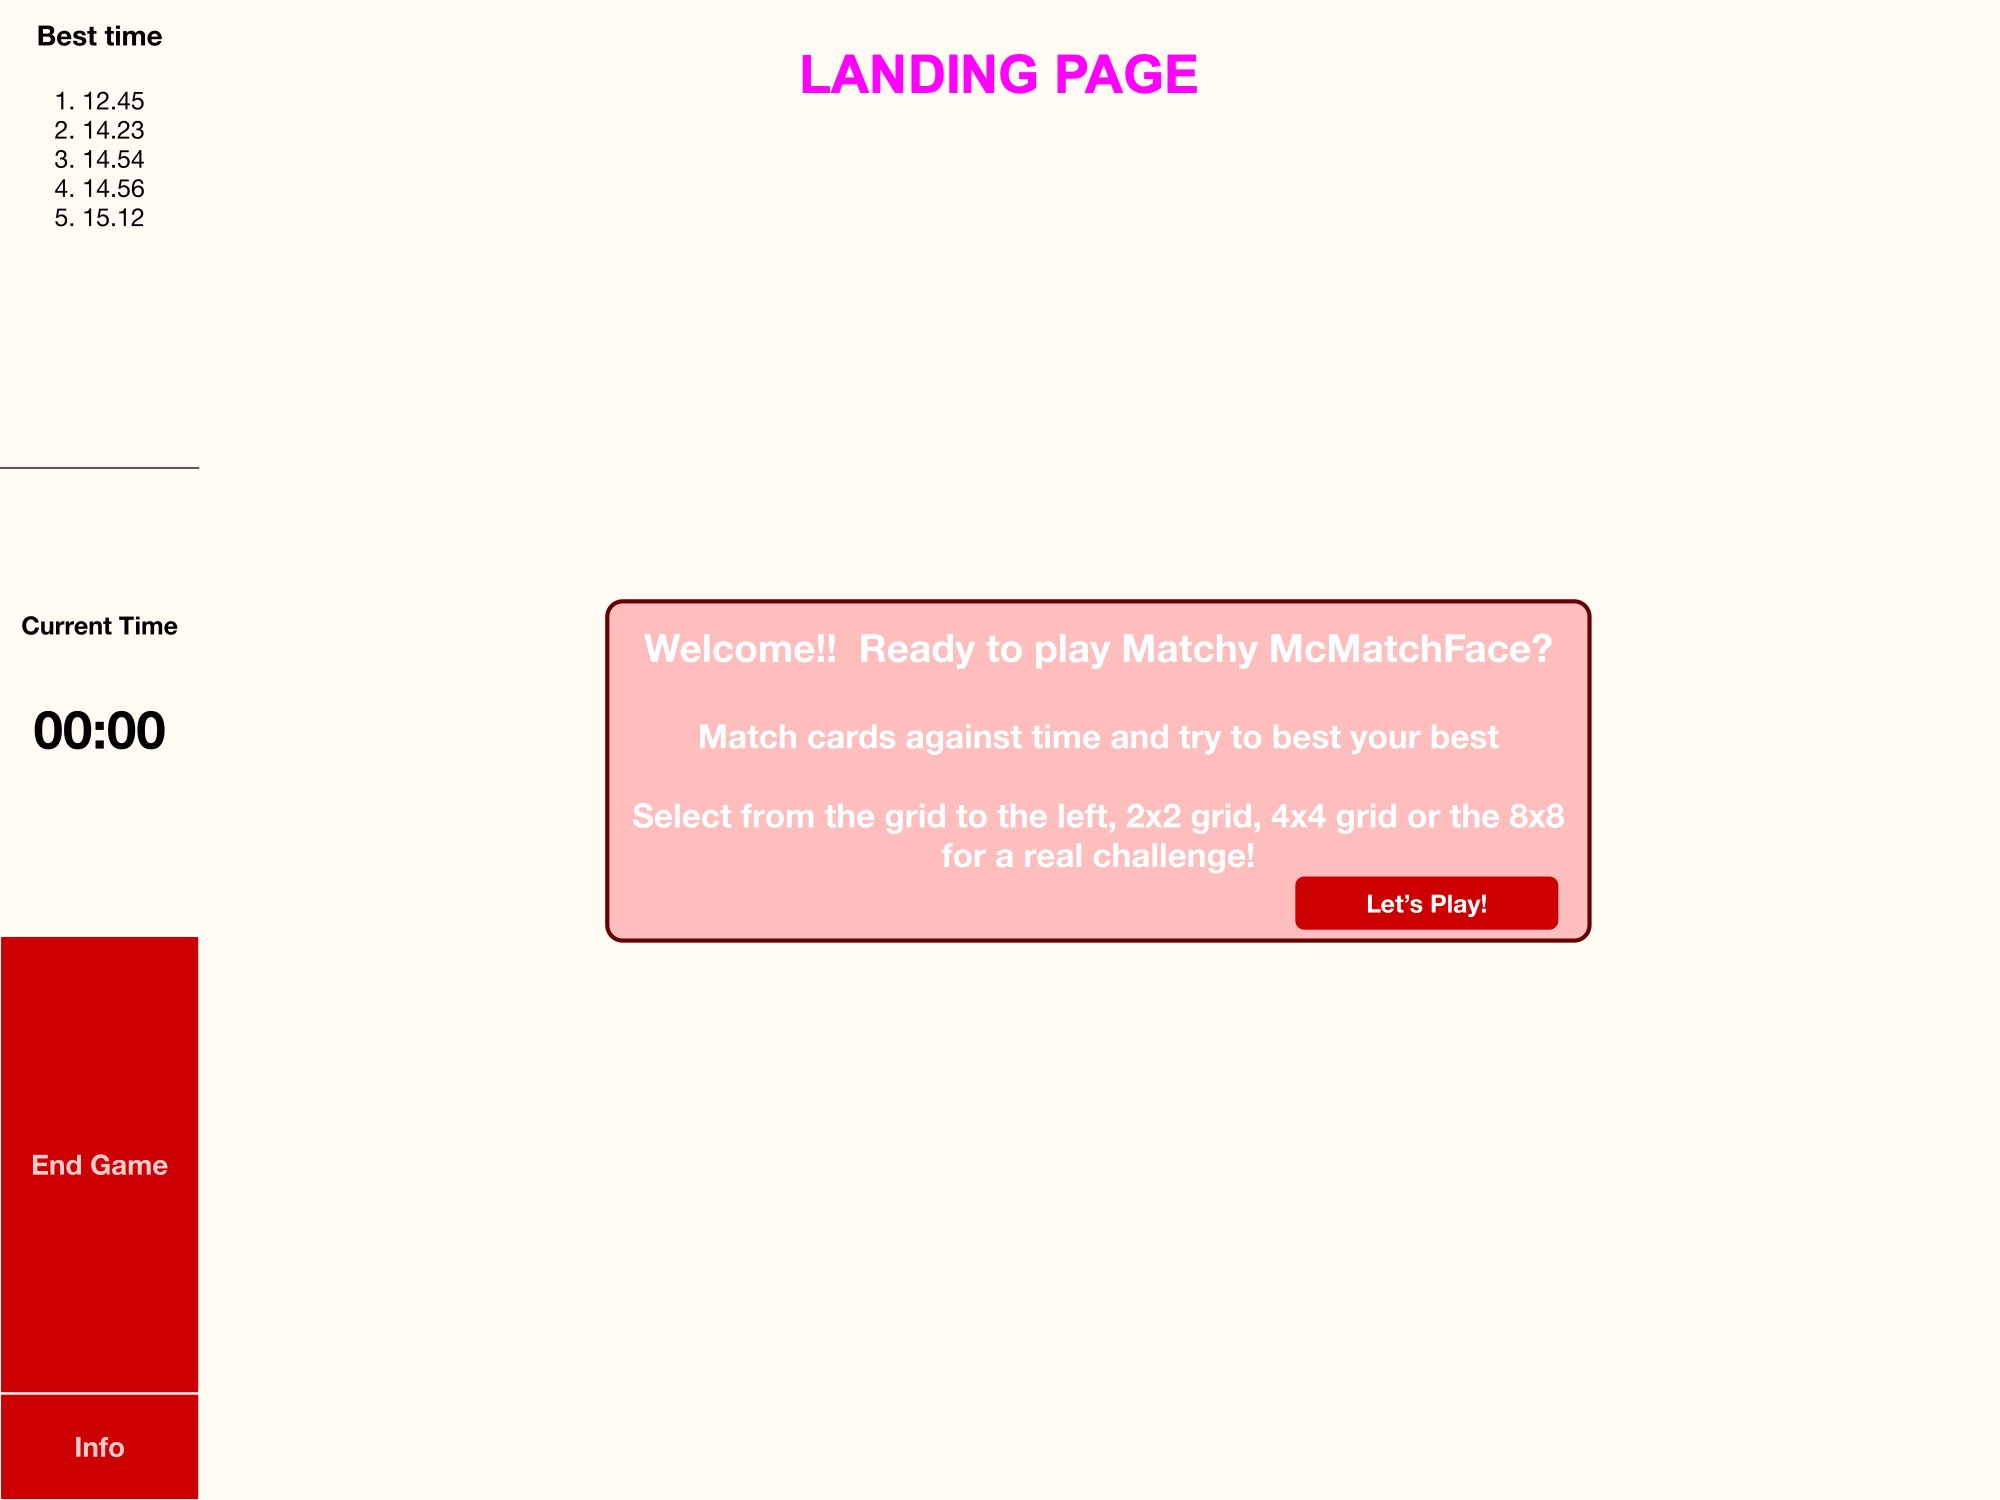 Best time
1. 12.45
2. 14.23
3. 14.54
4. 14.56
5. 15.12
LANDING PAGE
Current Time
00:00
Welcome!!  Ready to play Matchy McMatchFace?
Match cards against time and try to best your best
Select from the grid to the left, 2x2 grid, 4x4 grid or the 8x8
for a real challenge!
Let’s Play!
End Game
Info